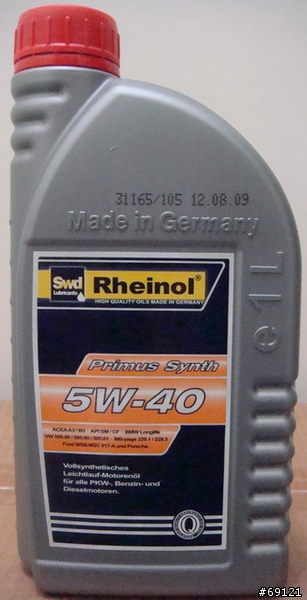 31165/105 12.08.09
Made in Germany
e 1L
Swd
Lubricants
Rheinol®
HIGH QUALITY OILS MADE IN GERMANY
Primus Synth
5W-40
ACEA A3 / B3 · API SM / CF · BMW Longlife
VW 500.00 / 505.00 / 505.01 · MB-page 229.1 / 229.3
Ford WSS-M2C 917-A und Porsche.
Vollsynthetisches
Leichtlauf-Motorenöl
für alle PKW-, Benzin- und
Dieselmotoren.
#69121